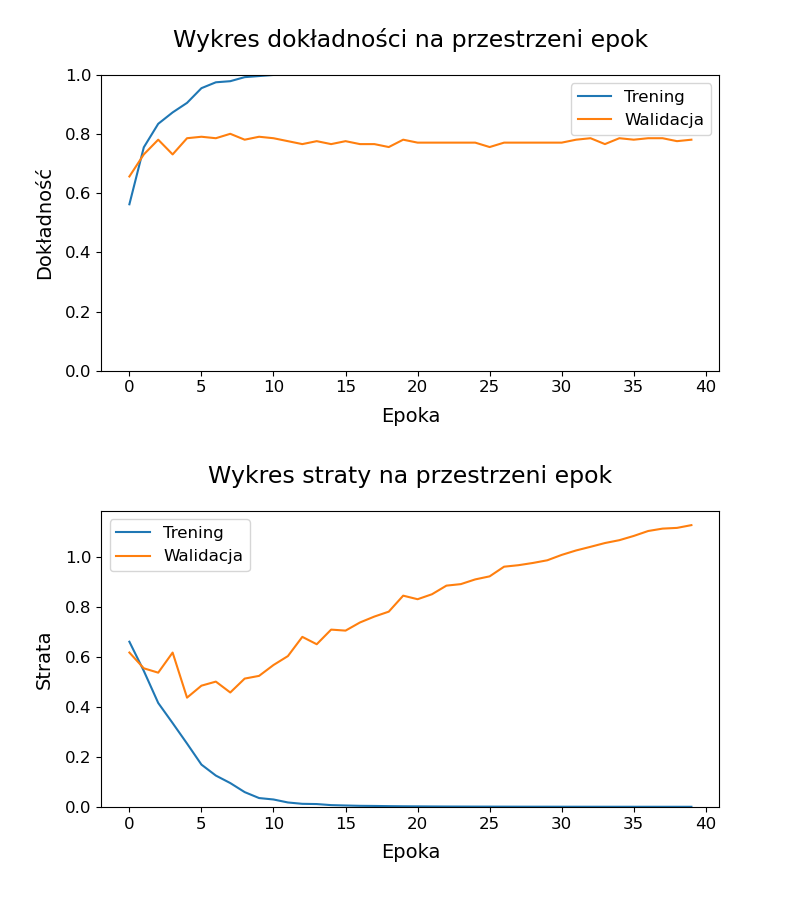 Wykres dokładności na przestrzeni epok
1.0
0.8
0.6
0.4
0.2
0.0
Dokładność
Trening
Walidacja
0 5 10 15 20 25 30 35 40
Epoka
Wykres straty na przestrzeni epok
1.0
0.8
0.6
0.4
0.2
0.0
Strata
Trening
Walidacja
0 5 10 15 20 25 30 35 40
Epoka